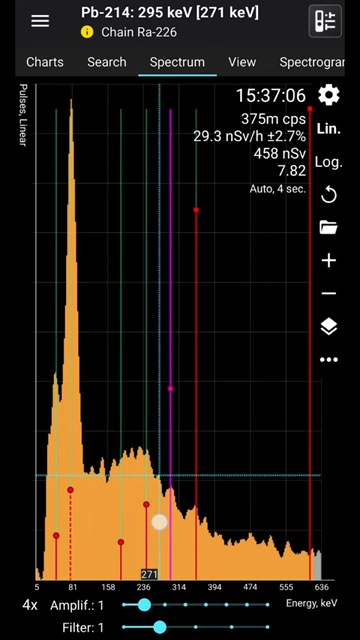 Pb-214: 295 keV [271 keV]
Chain Ra-226
Charts Search Spectrum View Spectrogra
Pulses, Linear
15:37:06
375m cps
29.3 nSv/h ±2.7%
458 nSv
7.82
Auto, 4 sec.
Lin.
Log.
271
5 81 158 236 314 394 474 555 636
4x Amplif.: 1 Energy, keV
Filter: 1